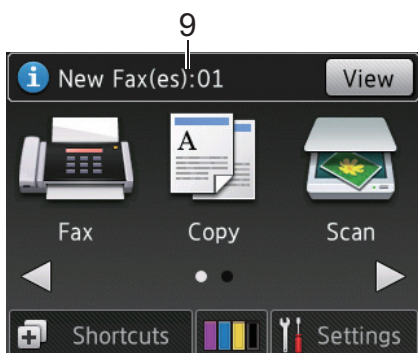 9
New Fax(es):01 View
A
Fax Copy Scan
Shortcuts Settings